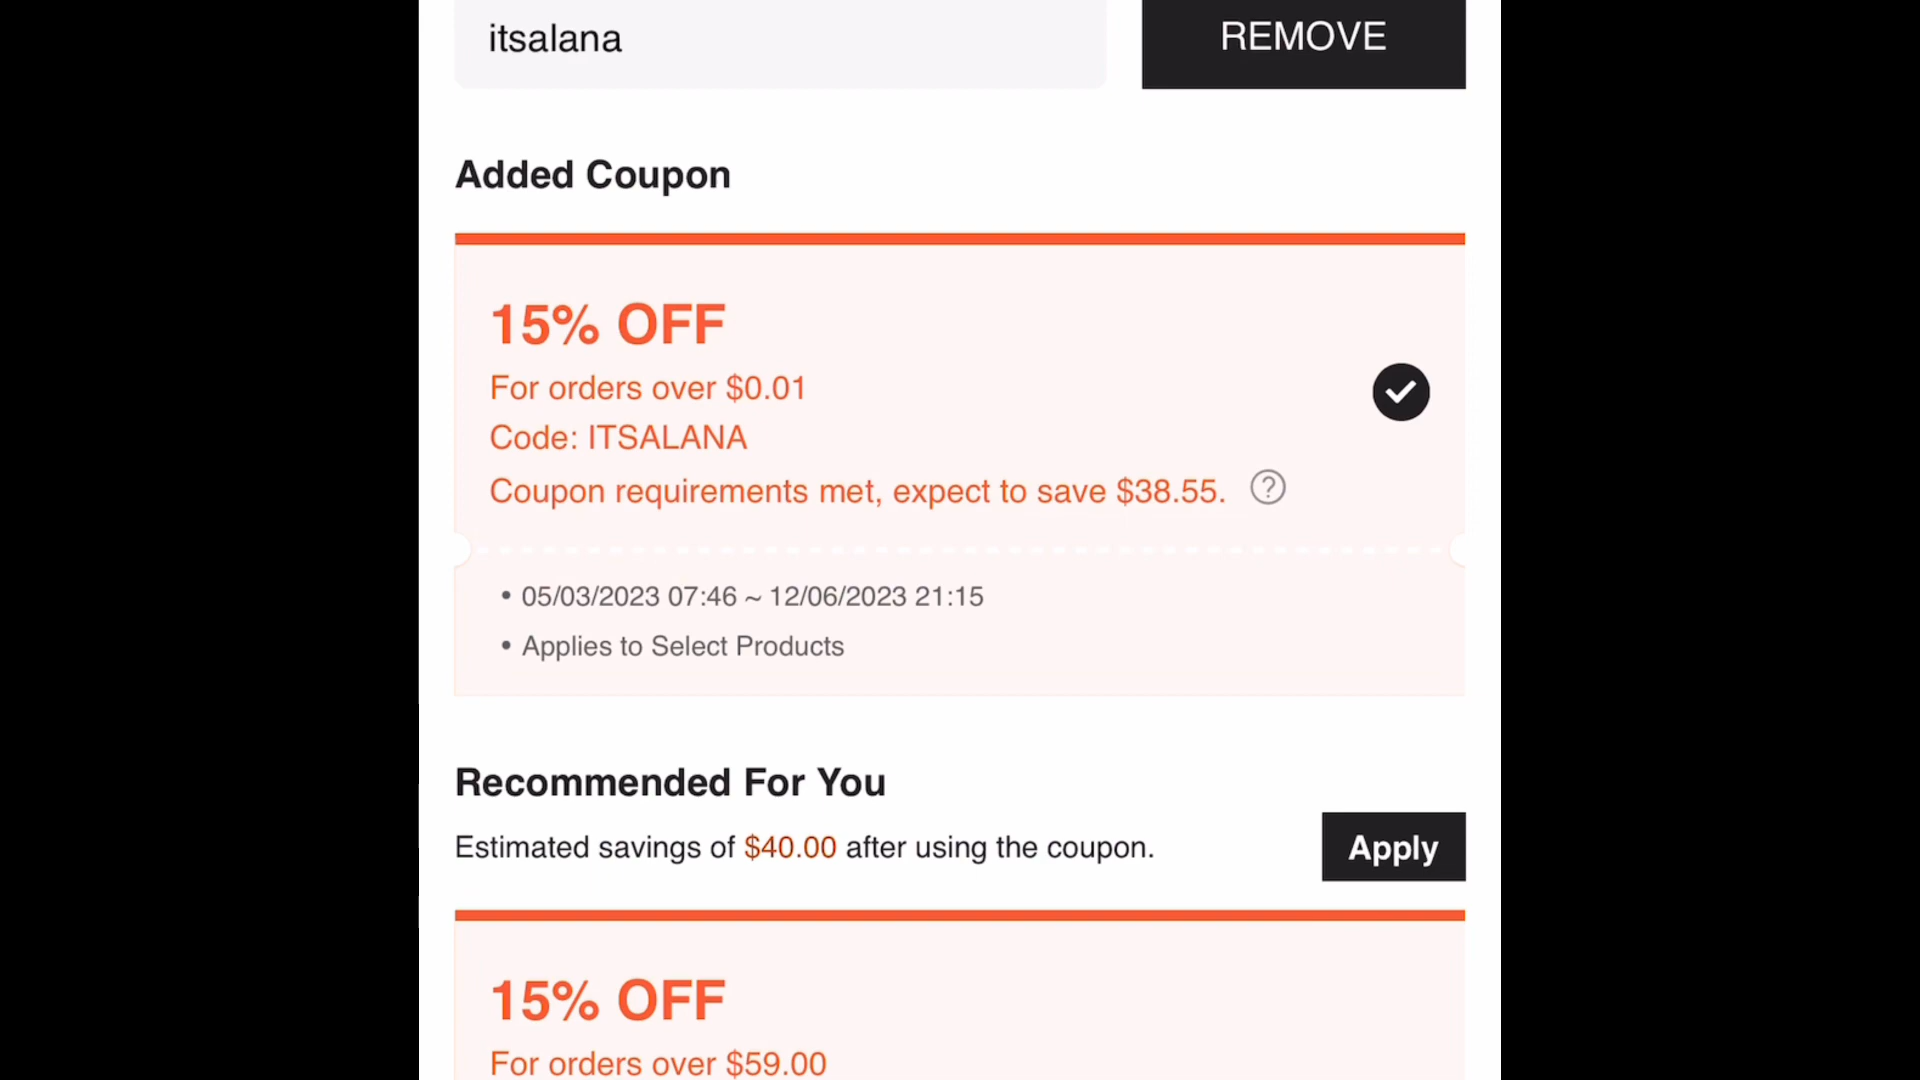 itsalana
REMOVE
Added Coupon
15% OFF
For orders over $0.01
Code: ITSALANA
Coupon requirements met, expect to save $38.55. ?
• 05/03/2023 07:46 ~ 12/06/2023 21:15
• Applies to Select Products
Recommended For You
Estimated savings of $40.00 after using the coupon.
Apply
15% OFF
For orders over $59.00